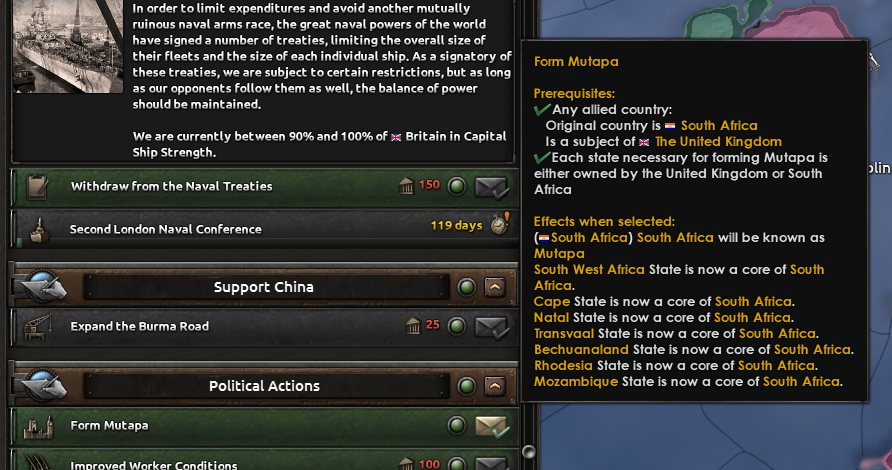 In order to limit expenditures and avoid another mutually
ruinous naval arms race, the great naval powers of the world
have signed a number of treaties, limiting the overall size of
their fleets and the size of each individual ship. As a signatory of
these treaties, we are subject to certain restrictions, but as long
as our opponents follow them as well, the balance of power
should be maintained.
We are currently between 90% and 100% of Britain in Capital
Ship Strength.
Withdraw from the Naval Treaties 150
Second London Naval Conference 119 days
Support China
Expand the Burma Road 25
Political Actions
Form Mutapa
Improved Worker Conditions 100
Form Mutapa
Prerequisites:
Any allied country:
Original country is South Africa
Is a subject of The United Kingdom
Each state necessary for forming Mutapa is
either owned by the United Kingdom or South
Africa
Effects when selected:
(South Africa) South Africa will be known as
Mutapa
South West Africa State is now a core of South
Africa.
Cape State is now a core of South Africa.
Natal State is now a core of South Africa.
Transvaal State is now a core of South Africa.
Bechuanaland State is now a core of South Africa.
Rhodesia State is now a core of South Africa.
Mozambique State is now a core of South Africa.